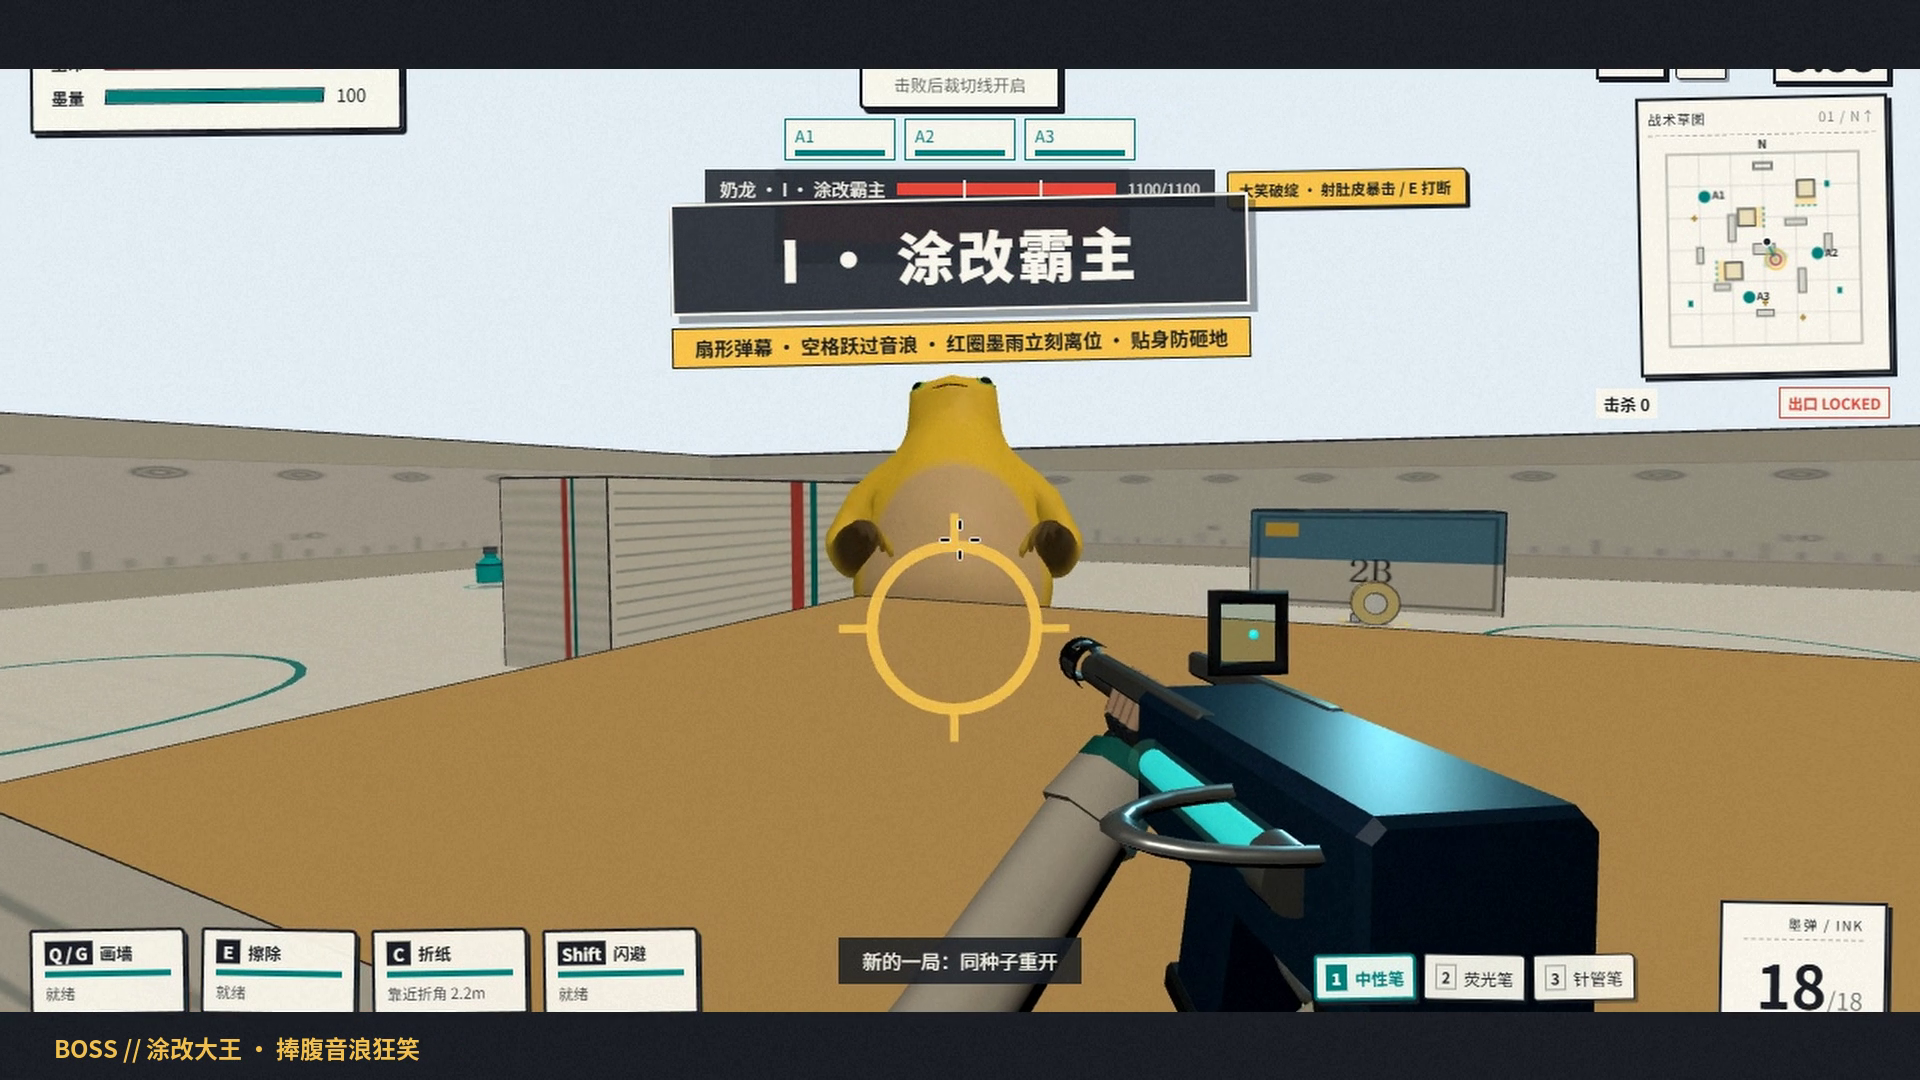 墨量 100
击败后裁切线开启
A1 A2 A3
奶龙 · I · 涂改霸主 1100/1100
大笑破绽 · 射肚皮暴击 / E 打断
I · 涂改霸主
扇形弹幕 · 空格跃过音浪 · 红圈墨雨立刻离位 · 贴身防砸地
战术草图 01 / N↑
N
A1
A2
A3
击杀 0
出口 LOCKED
2B
Q/G 画墙
就绪
E 擦除
就绪
C 折纸
靠近折角 2.2m
Shift 闪避
就绪
新的一局：同种子重开
1 中性笔
2 荧光笔
3 针管笔
墨弹 / INK
18/18
BOSS // 涂改大王 · 捧腹音浪狂笑